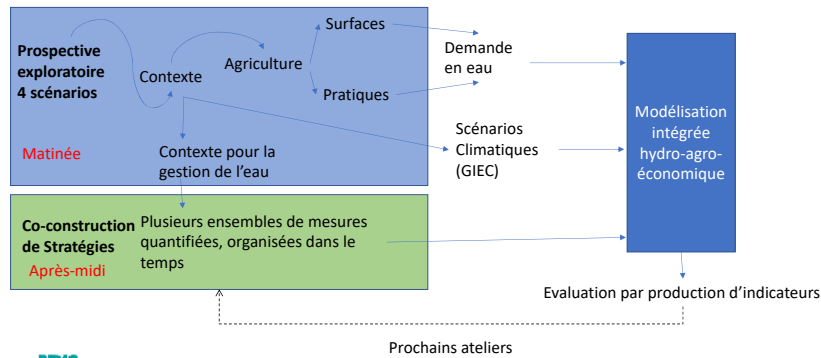 Prospective
exploratoire
4 scénarios
Matinée
Contexte
Agriculture
Surfaces
Pratiques
Demande
en eau
Contexte pour la
gestion de l'eau
Scénarios
Climatiques
(GIEC)
Modélisation
intégrée
hydro-agro-
économique
Co-construction
de Stratégies
Après-midi
Plusieurs ensembles de mesures
quantifiées, organisées dans le
temps
Evaluation par production d'indicateurs
Prochains ateliers